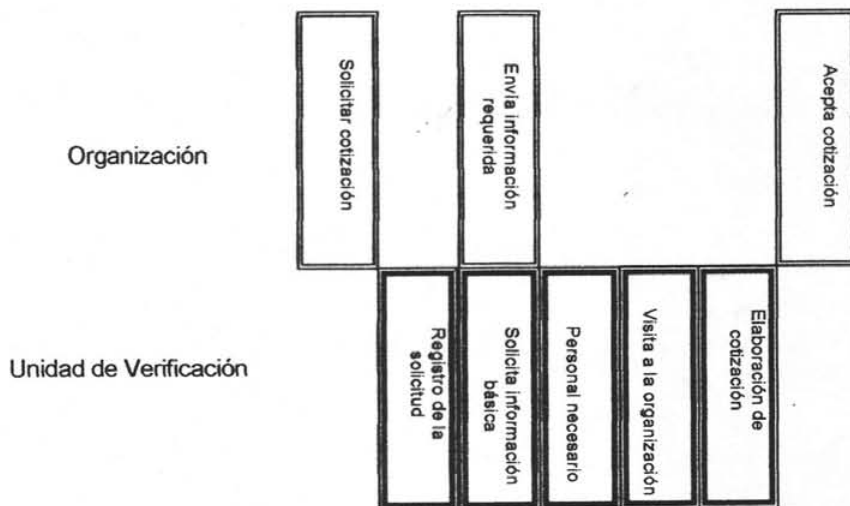 Organización
Solicitar cotización
Envía información
requerida
Acepta cotización
Unidad de Verificación
Registro de la
solicitud
Solicita información
básica
Personal necesario
Visita a la organización
Elaboración de
cotización